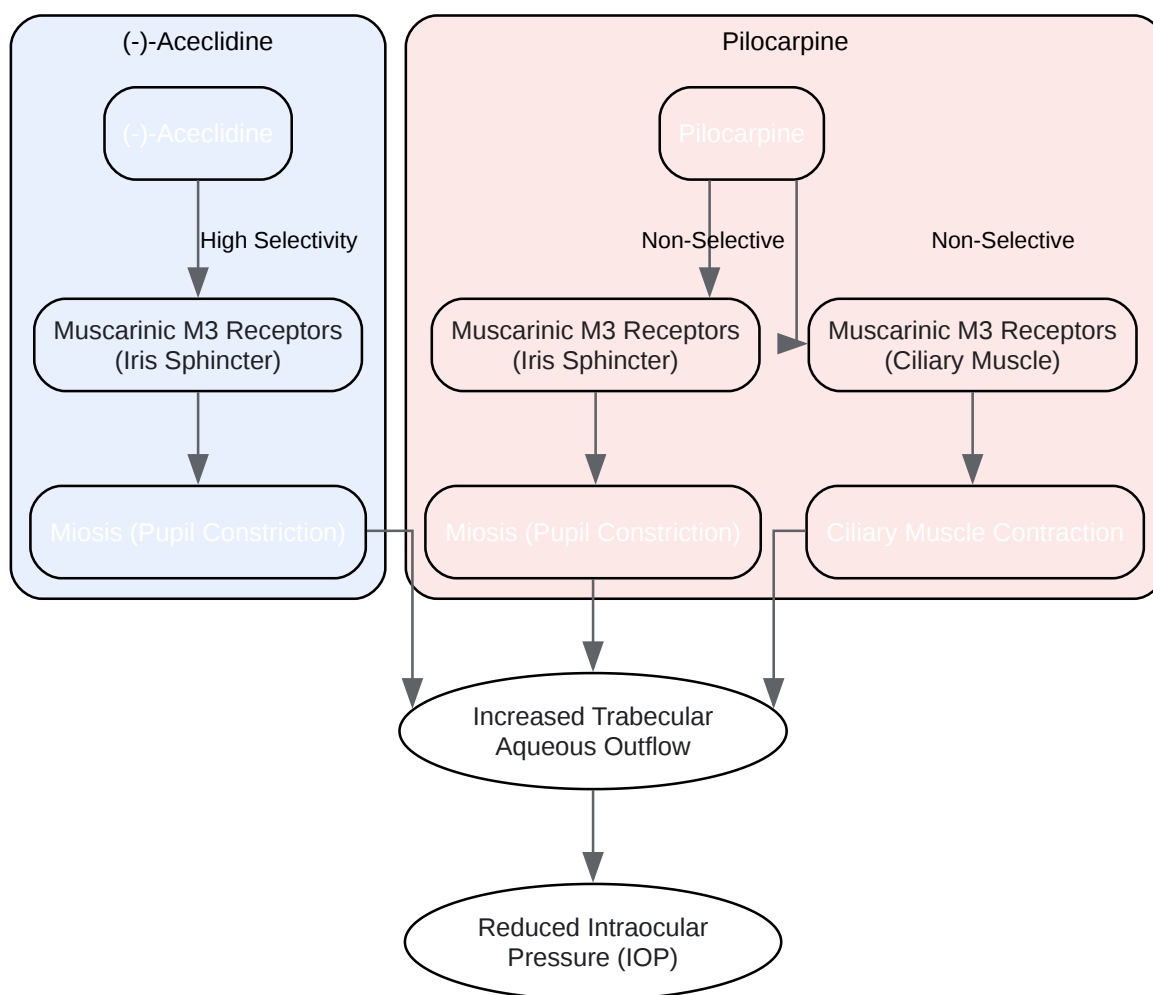 (-)-Aceclidine
(-)-Aceclidine
High Selectivity
Muscarinic M3 Receptors
(Iris Sphincter)
Miosis (Pupil Constriction)
Pilocarpine
Pilocarpine
Non-Selective
Non-Selective
Muscarinic M3 Receptors
(Iris Sphincter)
Muscarinic M3 Receptors
(Ciliary Muscle)
Miosis (Pupil Constriction)
Ciliary Muscle Contraction
Increased Trabecular
Aqueous Outflow
Reduced Intraocular
Pressure (IOP)